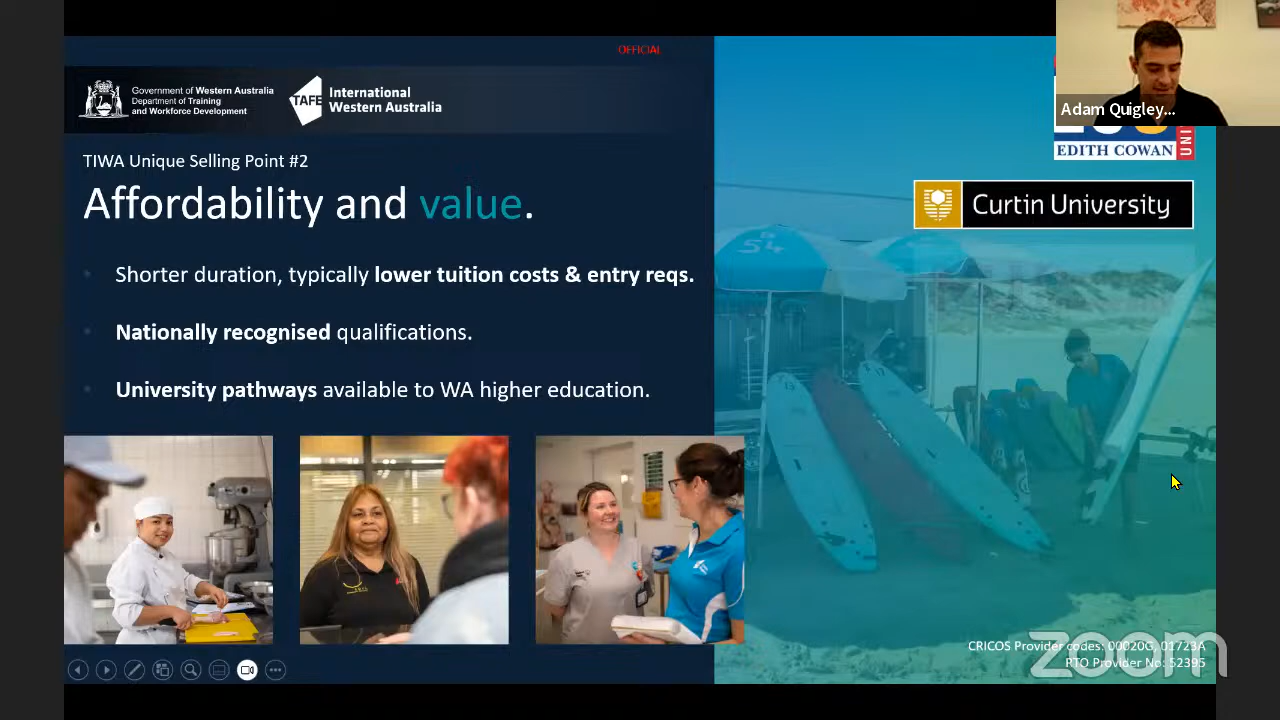 OFFICIAL
Government of Western Australia
Department of Training
and Workforce Development
TAFE
International
Western Australia
Adam Quigley...
EDITH COWAN
UNI
Curtin University
TIWA Unique Selling Point #2
Affordability and value.
Shorter duration, typically lower tuition costs & entry reqs.
Nationally recognised qualifications.
University pathways available to WA higher education.
54
CRICOS Provider codes: 00020G, 01723A
RTO Provider No: 52395
zoom